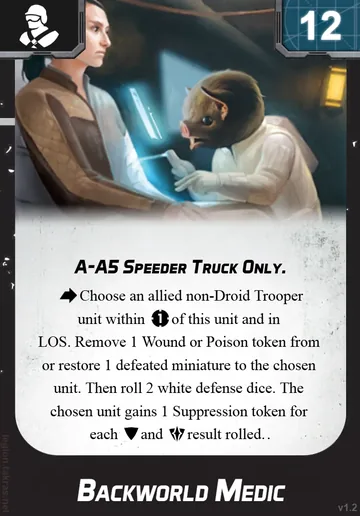 12
A-A5 Speeder Truck Only.
Choose an allied non-Droid Trooper
unit within 1 of this unit and in
LOS. Remove 1 Wound or Poison token from
or restore 1 defeated miniature to the chosen
unit. Then roll 2 white defense dice. The
chosen unit gains 1 Suppression token for
each and result rolled. .
Backworld Medic
v1.2